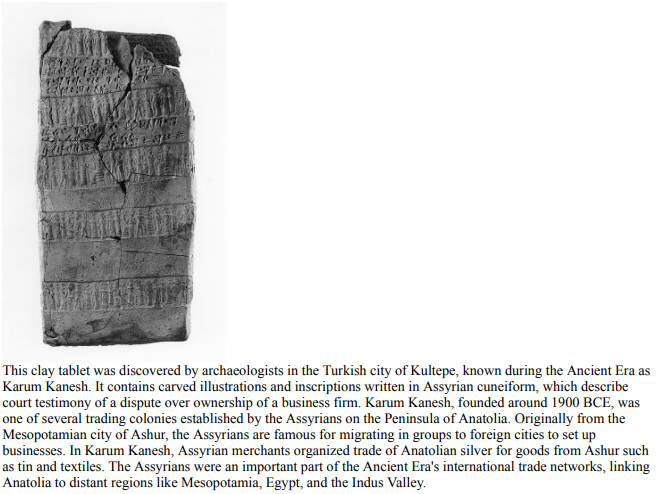 This clay tablet was discovered by archaeologists in the Turkish city of Kultepe, known during the Ancient Era as
Karum Kanesh. It contains carved illustrations and inscriptions written in Assyrian cuneiform, which describe
court testimony of a dispute over ownership of a business firm. Karum Kanesh, founded around 1900 BCE, was
one of several trading colonies established by the Assyrians on the Peninsula of Anatolia. Originally from the
Mesopotamian city of Ashur, the Assyrians are famous for migrating in groups to foreign cities to set up
businesses. In Karum Kanesh, Assyrian merchants organized trade of Anatolian silver for goods from Ashur such
as tin and textiles. The Assyrians were an important part of the Ancient Era's international trade networks, linking
Anatolia to distant regions like Mesopotamia, Egypt, and the Indus Valley.